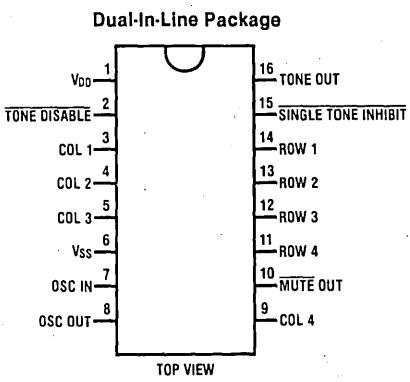 Dual-In-Line Package
1 VDD
2 TONE DISABLE
3 COL 1
4 COL 2
5 COL 3
6 VSS
7 OSC IN
8 OSC OUT
16 TONE OUT
15 SINGLE TONE INHIBIT
14 ROW 1
13 ROW 2
12 ROW 3
11 ROW 4
10 MUTE OUT
9 COL 4
TOP VIEW